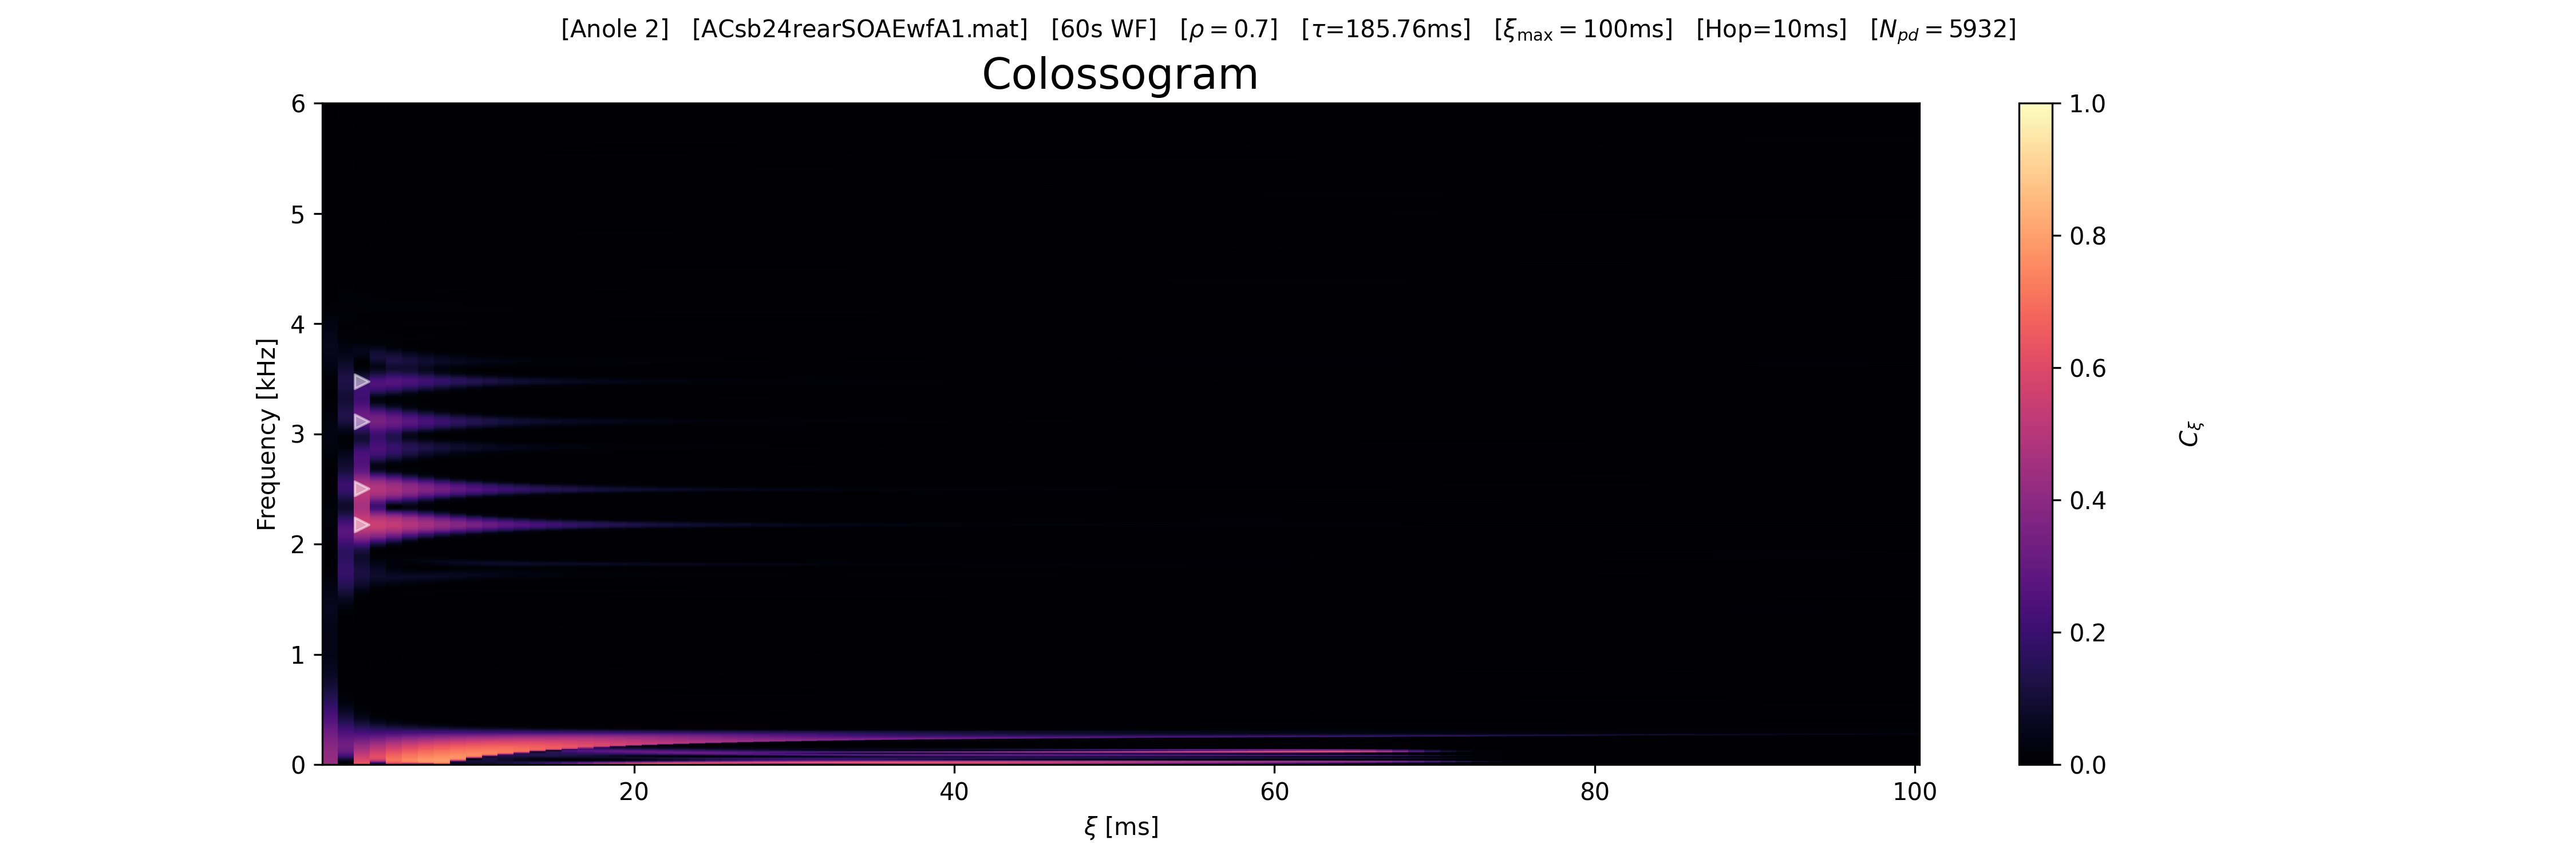 [Anole 2] [ACsb24rearSOAEwfA1.mat] [60s WF] [ρ = 0.7] [τ=185.76ms] [ξmax = 100ms] [Hop=10ms] [Npd = 5932]
Colossogram
Frequency [kHz]
6
5
4
3
2
1
0
20 40 60 80 100
ξ [ms]
1.0
0.8
0.6
0.4
0.2
0.0
Cξ